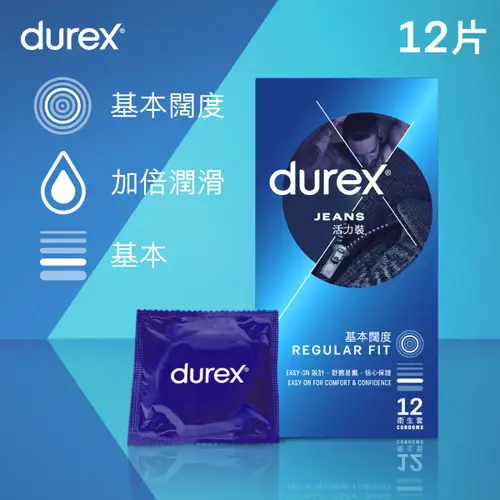 durex®
12片
基本闊度
加倍潤滑
基本
durex®
JEANS
活力裝
基本闊度
REGULAR FIT
EASY-ON 設計，舒適易戴，信心保證
EASY-ON FOR COMFORT & CONFIDENCE
12
衛生套
CONDOMS
durex®